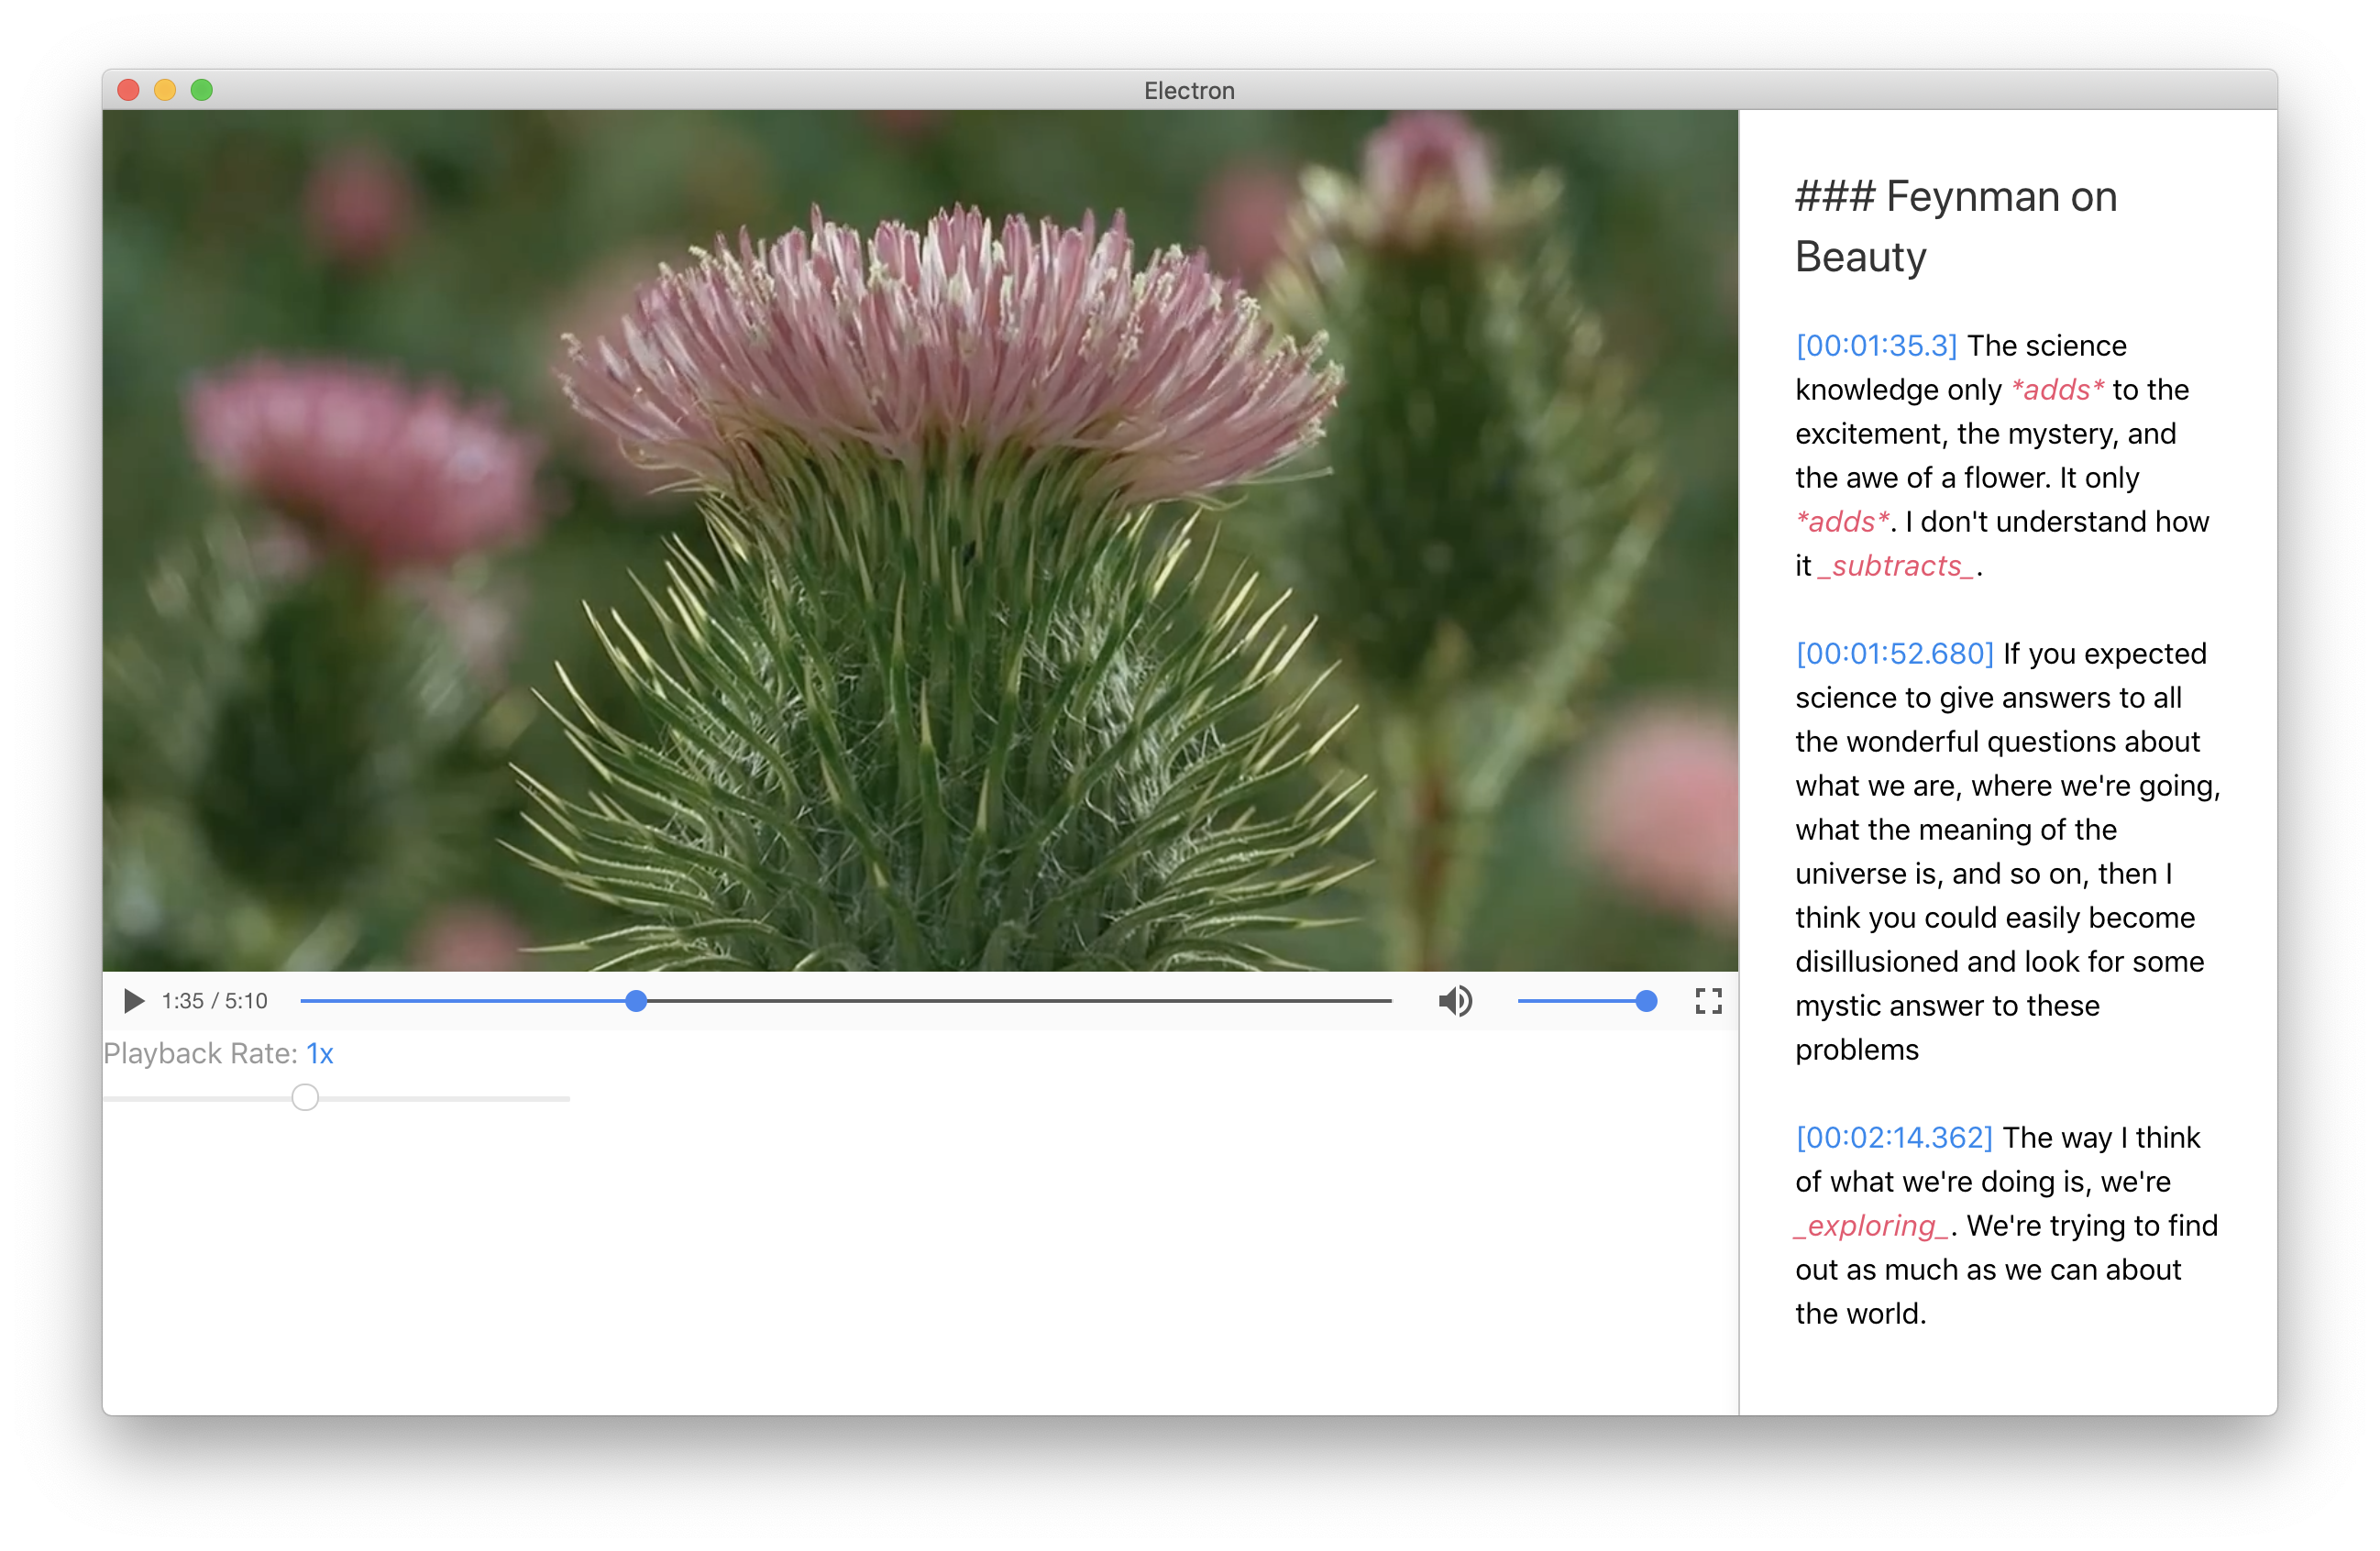 Electron
### Feynman on
Beauty
[00:01:35.3] The science
knowledge only *adds* to the
excitement, the mystery, and
the awe of a flower. It only
*adds*. I don't understand how
it _subtracts_.
[00:01:52.680] If you expected
science to give answers to all
the wonderful questions about
what we are, where we're going,
what the meaning of the
universe is, and so on, then I
think you could easily become
disillusioned and look for some
mystic answer to these
problems
[00:02:14.362] The way I think
of what we're doing is, we're
_exploring_. We're trying to find
out as much as we can about
the world.
1:35 / 5:10
Playback Rate: 1x